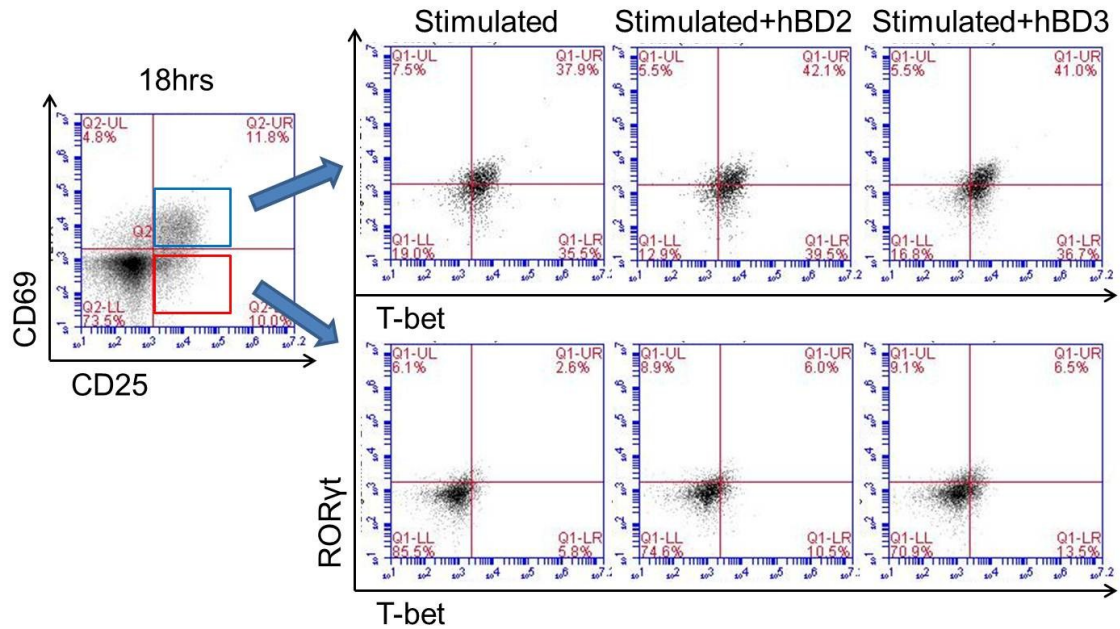 Stimulated Stimulated+hBD2 Stimulated+hBD3
18hrs
Q2-UL Q2-UR
4.8% 11.8%
Q2
Q2-LL
73.5% 10.0%
CD69
CD25
Q1-UL Q1-UR
7.5% 37.9%
Q1-LL Q1-LR
19.0% 35.5%
Q1-UL Q1-UR
5.5% 42.1%
Q1-LL Q1-LR
12.9% 39.5%
Q1-UL Q1-UR
5.5% 41.0%
Q1-LL Q1-LR
16.8% 36.7%
T-bet
Q1-UL Q1-UR
6.1% 2.6%
Q1-LL Q1-LR
85.5% 5.8%
Q1-UL Q1-UR
8.9% 6.0%
Q1-LL Q1-LR
74.6% 10.5%
Q1-UL Q1-UR
9.1% 6.5%
Q1-LL Q1-LR
70.9% 13.5%
RORγt
T-bet